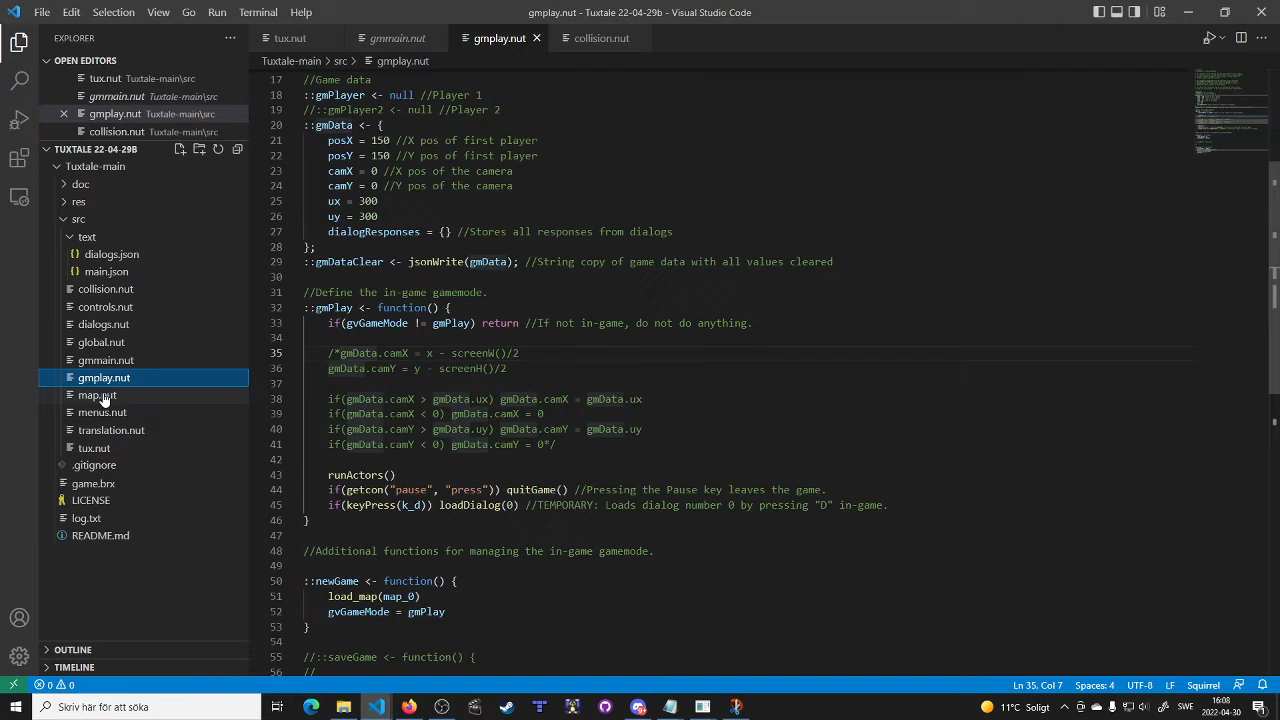 File Edit Selection View Go Run Terminal Help
gmplay.nut - Tuxtale 22-04-29b - Visual Studio Code
EXPLORER
tux.nut gmmain.nut gmplay.nut collision.nut
OPEN EDITORS
tux.nut Tuxtale-main\src
gmmain.nut Tuxtale-main\src
gmplay.nut Tuxtale-main\src
collision.nut Tuxtale-main\src
TUXTALE 22-04-29B
Tuxtale-main
doc
res
src
text
dialogs.json
main.json
collision.nut
controls.nut
dialogs.nut
global.nut
gmmain.nut
gmplay.nut
map.nut
menus.nut
translation.nut
tux.nut
.gitignore
game.brx
LICENSE
log.txt
README.md
OUTLINE
TIMELINE
Tuxtale-main > src > gmplay.nut
17 //Game data
18 ::gmPlayer <- null //Player 1
19 //::gmPlayer2 <- null //Player 2
20 ::gmData <- {
21 posX = 150 //X pos of first player
22 posY = 150 //Y pos of first player
23 camX = 0 //X pos of the camera
24 camY = 0 //Y pos of the camera
25 ux = 300
26 uy = 300
27 dialogResponses = {} //Stores all responses from dialogs
28 };
29 ::gmDataClear <- jsonWrite(gmData); //String copy of game data with all values cleared
30
31 //Define the in-game gamemode.
32 ::gmPlay <- function() {
33 if(gvGameMode != gmPlay) return //If not in-game, do not do anything.
34
35 /*gmData.camX = x - screenW()/2
36 gmData.camY = y - screenH()/2
37
38 if(gmData.camX > gmData.ux) gmData.camX = gmData.ux
39 if(gmData.camX < 0) gmData.camX = 0
40 if(gmData.camY > gmData.uy) gmData.camY = gmData.uy
41 if(gmData.camY < 0) gmData.camY = 0*/
42
43 runActors()
44 if(getcon("pause", "press")) quitGame() //Pressing the Pause key leaves the game.
45 if(keyPress(k_d)) loadDialog(0) //TEMPORARY: Loads dialog number 0 by pressing "D" in-game.
46 }
47
48 //Additional functions for managing the in-game gamemode.
49
50 ::newGame <- function() {
51 load_map(map_0)
52 gvGameMode = gmPlay
53 }
54
55 //::saveGame <- function() {
56 //
0 0
Ln 35, Col 7 Spaces: 4 UTF-8 LF Squirrel
Skriv här för att söka
11°C Soligt
SWE
16:08
2022-04-30